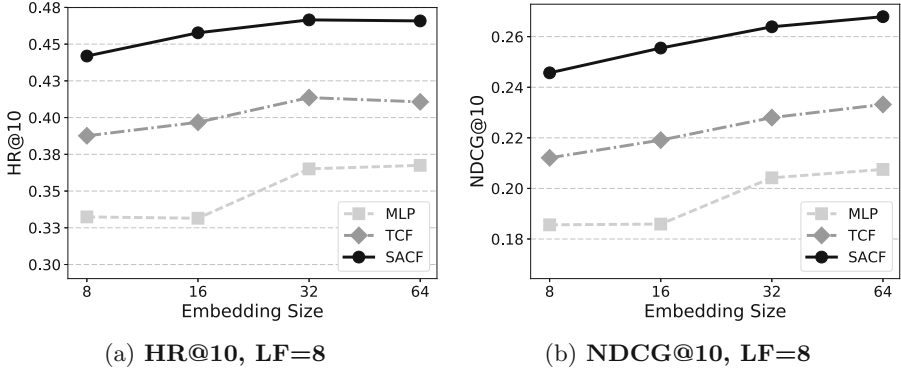 0.48
0.45
0.43
0.40
0.38
0.35
0.33
0.30
HR@10
8 16 32 64
Embedding Size
MLP
TCF
SACF
(a) HR@10, LF=8
0.26
0.24
0.22
0.20
0.18
NDCG@10
8 16 32 64
Embedding Size
MLP
TCF
SACF
(b) NDCG@10, LF=8